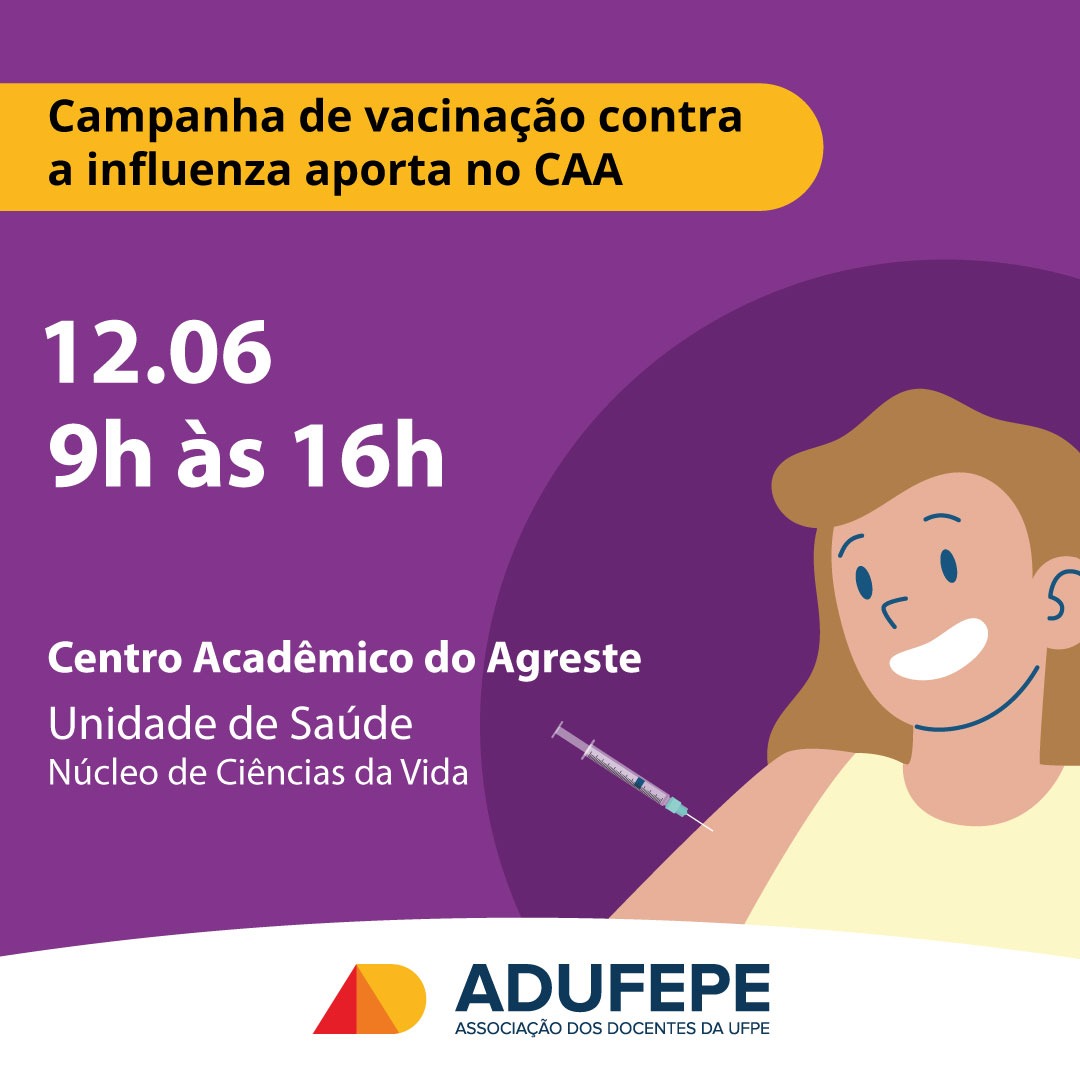 Campanha de vacinação contra
a influenza aporta no CAA
12.06
9h às 16h
Centro Acadêmico do Agreste
Unidade de Saúde
Núcleo de Ciências da Vida
ADUFEPE
ASSOCIAÇÃO DOS DOCENTES DA UFPE